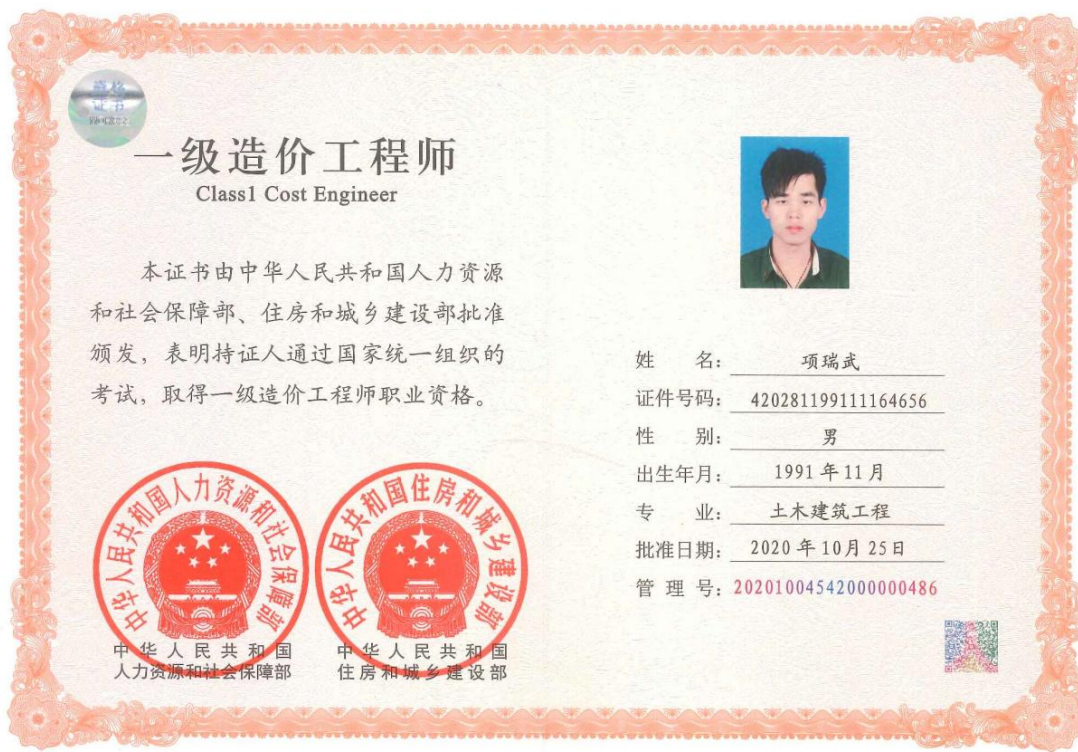 资格
证书
一级造价工程师
Class1 Cost Engineer
本证书由中华人民共和国人力资源
和社会保障部、住房和城乡建设部批准
颁发，表明持证人通过国家统一组织的
考试，取得一级造价工程师职业资格。
中华人民共和国人力资源和社会保障部
中华人民共和国住房和城乡建设部
中华人民共和国
人力资源和社会保障部
中华人民共和国
住房和城乡建设部
姓 名： 项瑞武
证件号码： 420281199111164656
性 别： 男
出生年月： 1991年11月
专 业： 土木建筑工程
批准日期： 2020年10月25日
管 理 号： 20201004542000000486